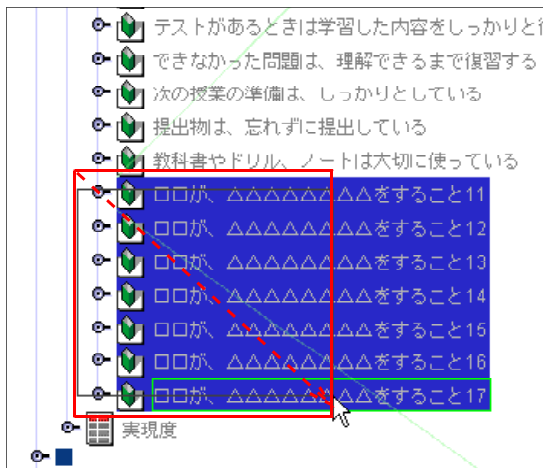 テストがあるときは学習した内容をしっかりと
できなかった問題は、理解できるまで復習する
次の授業の準備は、しっかりとしている
提出物は、忘れずに提出している
教科書やドリル、ノートは大切に使っている
□□が、△△△△△△△△をすること11
□□が、△△△△△△△△をすること12
□□が、△△△△△△△△をすること13
□□が、△△△△△△△△をすること14
□□が、△△△△△△△△をすること15
□□が、△△△△△△△△をすること16
□□が、△△△△△△△△をすること17
実現度